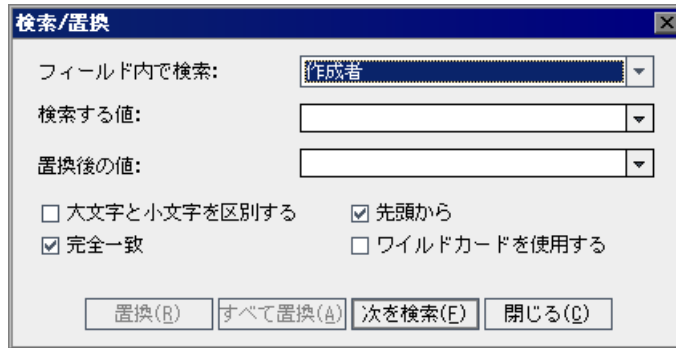 検索/置換
フィールド内で検索: 作成者
検索する値:
置換後の値:
大文字と小文字を区別する 先頭から
完全一致 ワイルドカードを使用する
置換(R) すべて置換(A) 次を検索(F) 閉じる(C)